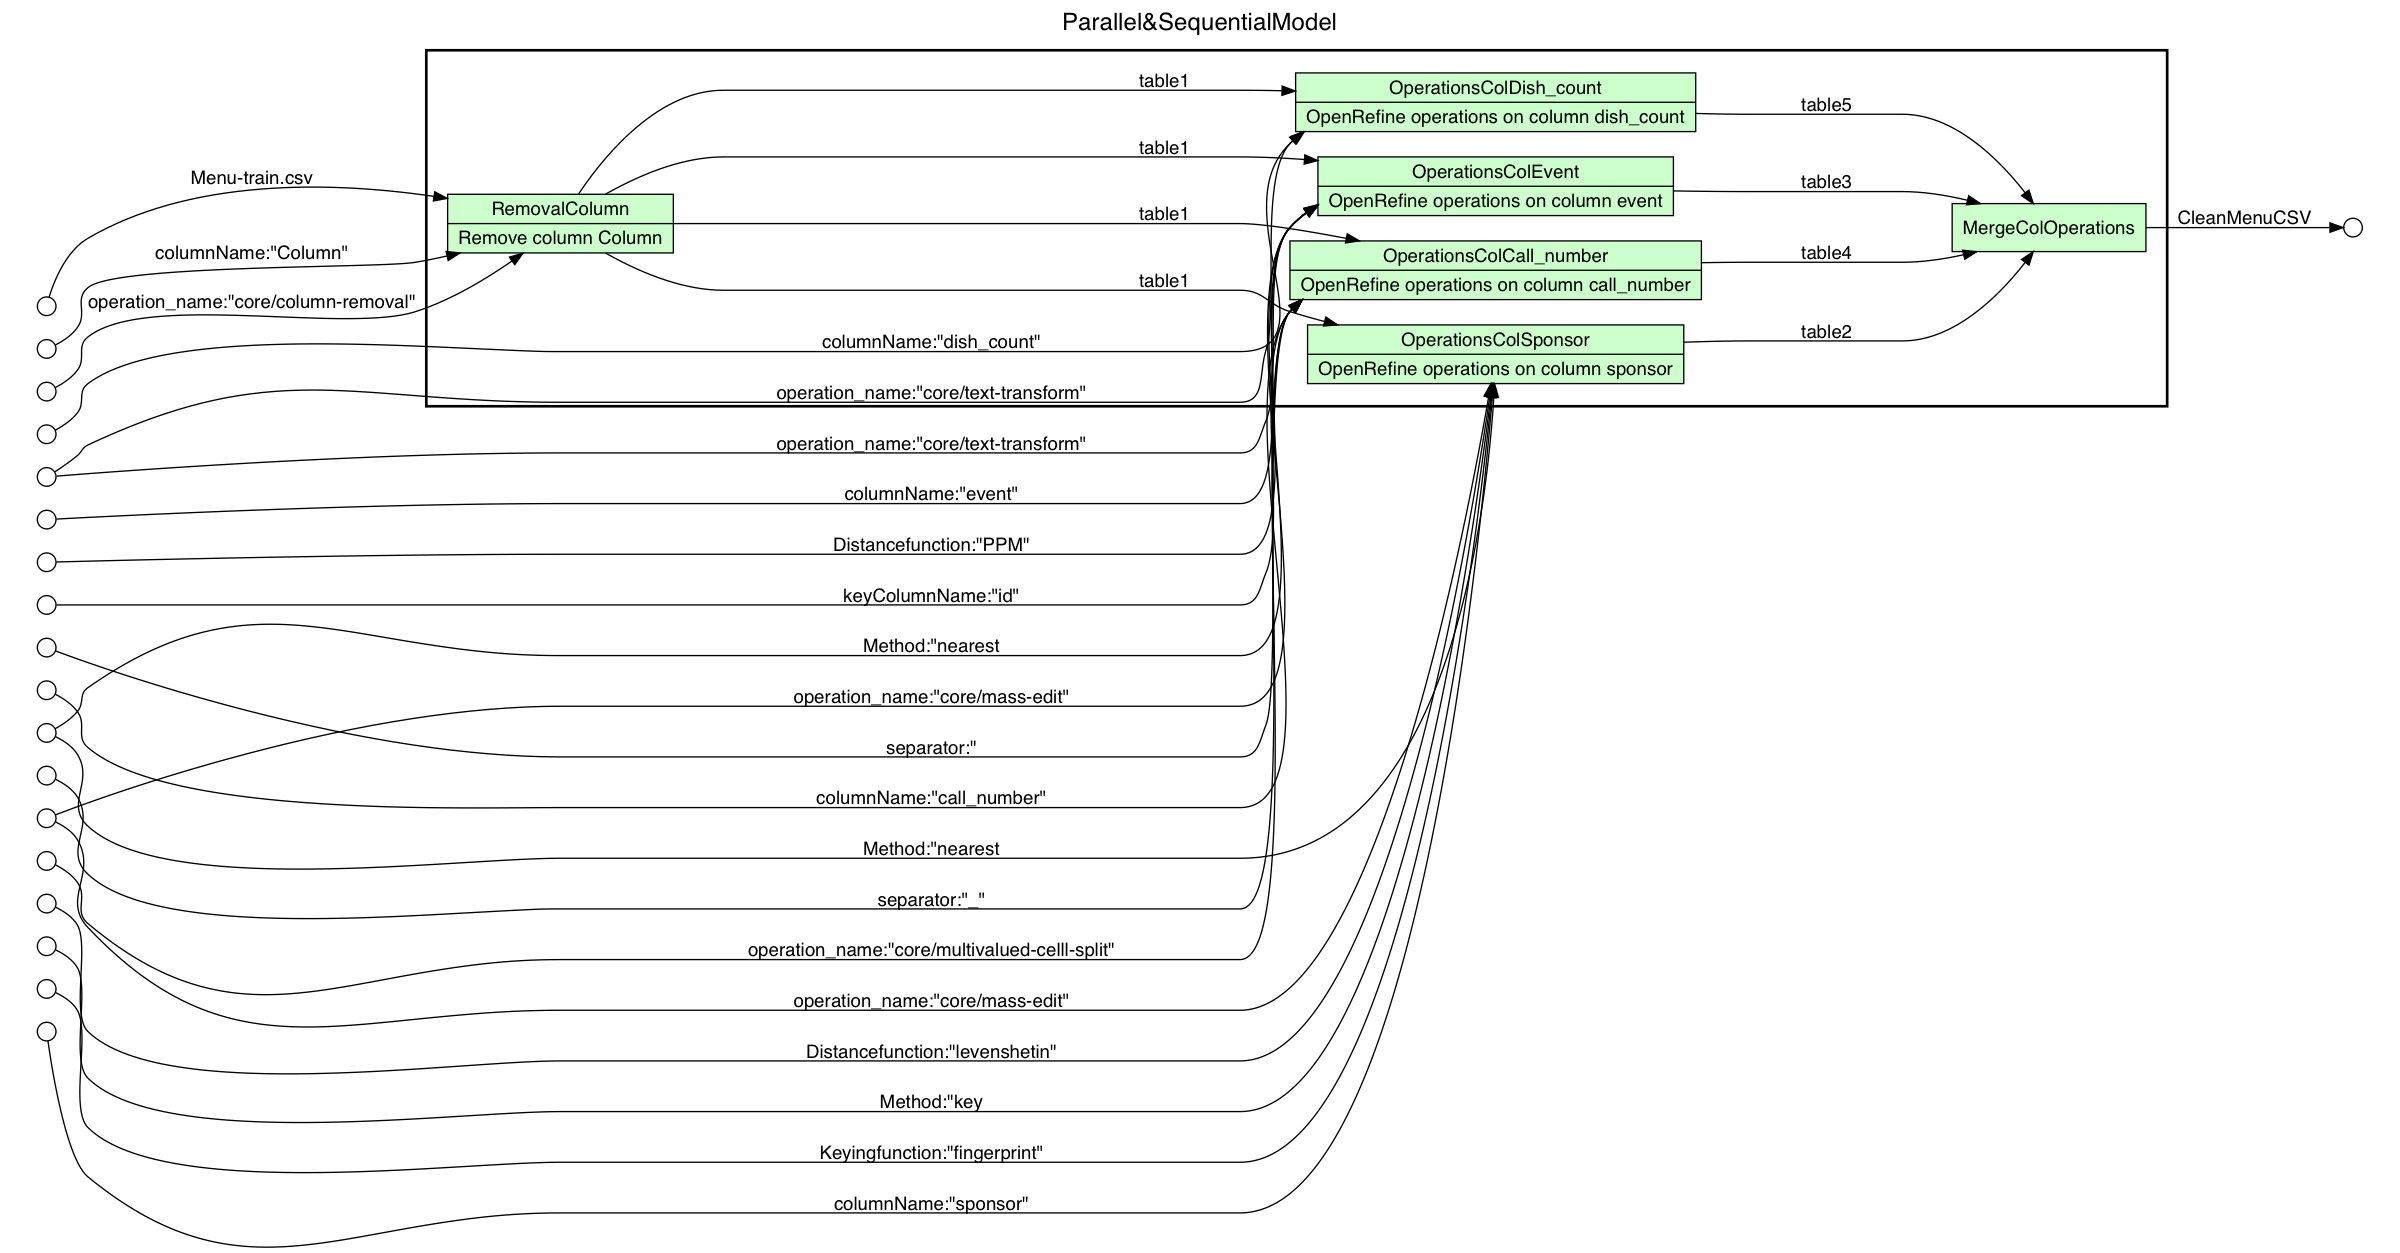 Parallel&SequentialModel
table1
OperationsColDish_count
OpenRefine operations on column dish_count
table5
table1
OperationsColEvent
OpenRefine operations on column event
table3
Menu-train.csv
RemovalColumn
Remove column Column
table1
OperationsColCall_number
OpenRefine operations on column call_number
table4
MergeColOperations
CleanMenuCSV
columnName:"Column"
operation_name:"core/column-removal"
table1
OperationsColSponsor
OpenRefine operations on column sponsor
table2
columnName:"dish_count"
operation_name:"core/text-transform"
operation_name:"core/text-transform"
columnName:"event"
Distancefunction:"PPM"
keyColumnName:"id"
Method:"nearest
operation_name:"core/mass-edit"
separator:"
columnName:"call_number"
Method:"nearest
separator:"_"
operation_name:"core/multivalued-celll-split"
operation_name:"core/mass-edit"
Distancefunction:"levenshetin"
Method:"key
Keyingfunction:"fingerprint"
columnName:"sponsor"